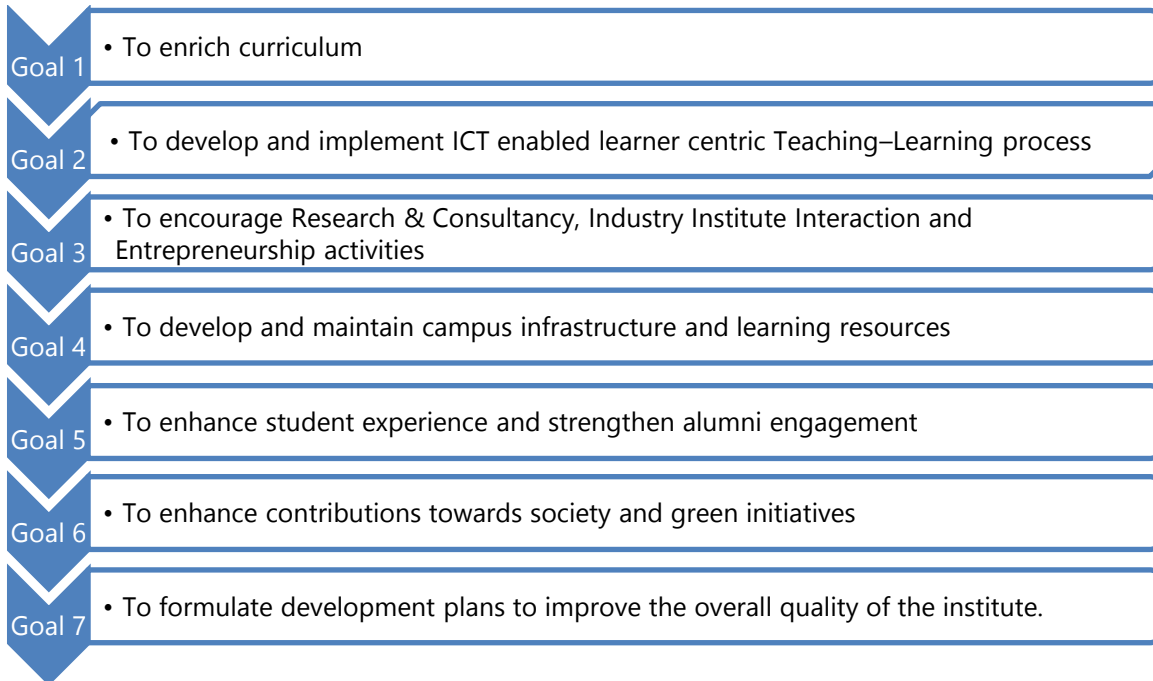 Goal 1
• To enrich curriculum
Goal 2
• To develop and implement ICT enabled learner centric Teaching–Learning process
Goal 3
• To encourage Research & Consultancy, Industry Institute Interaction and
Entrepreneurship activities
Goal 4
• To develop and maintain campus infrastructure and learning resources
Goal 5
• To enhance student experience and strengthen alumni engagement
Goal 6
• To enhance contributions towards society and green initiatives
Goal 7
• To formulate development plans to improve the overall quality of the institute.